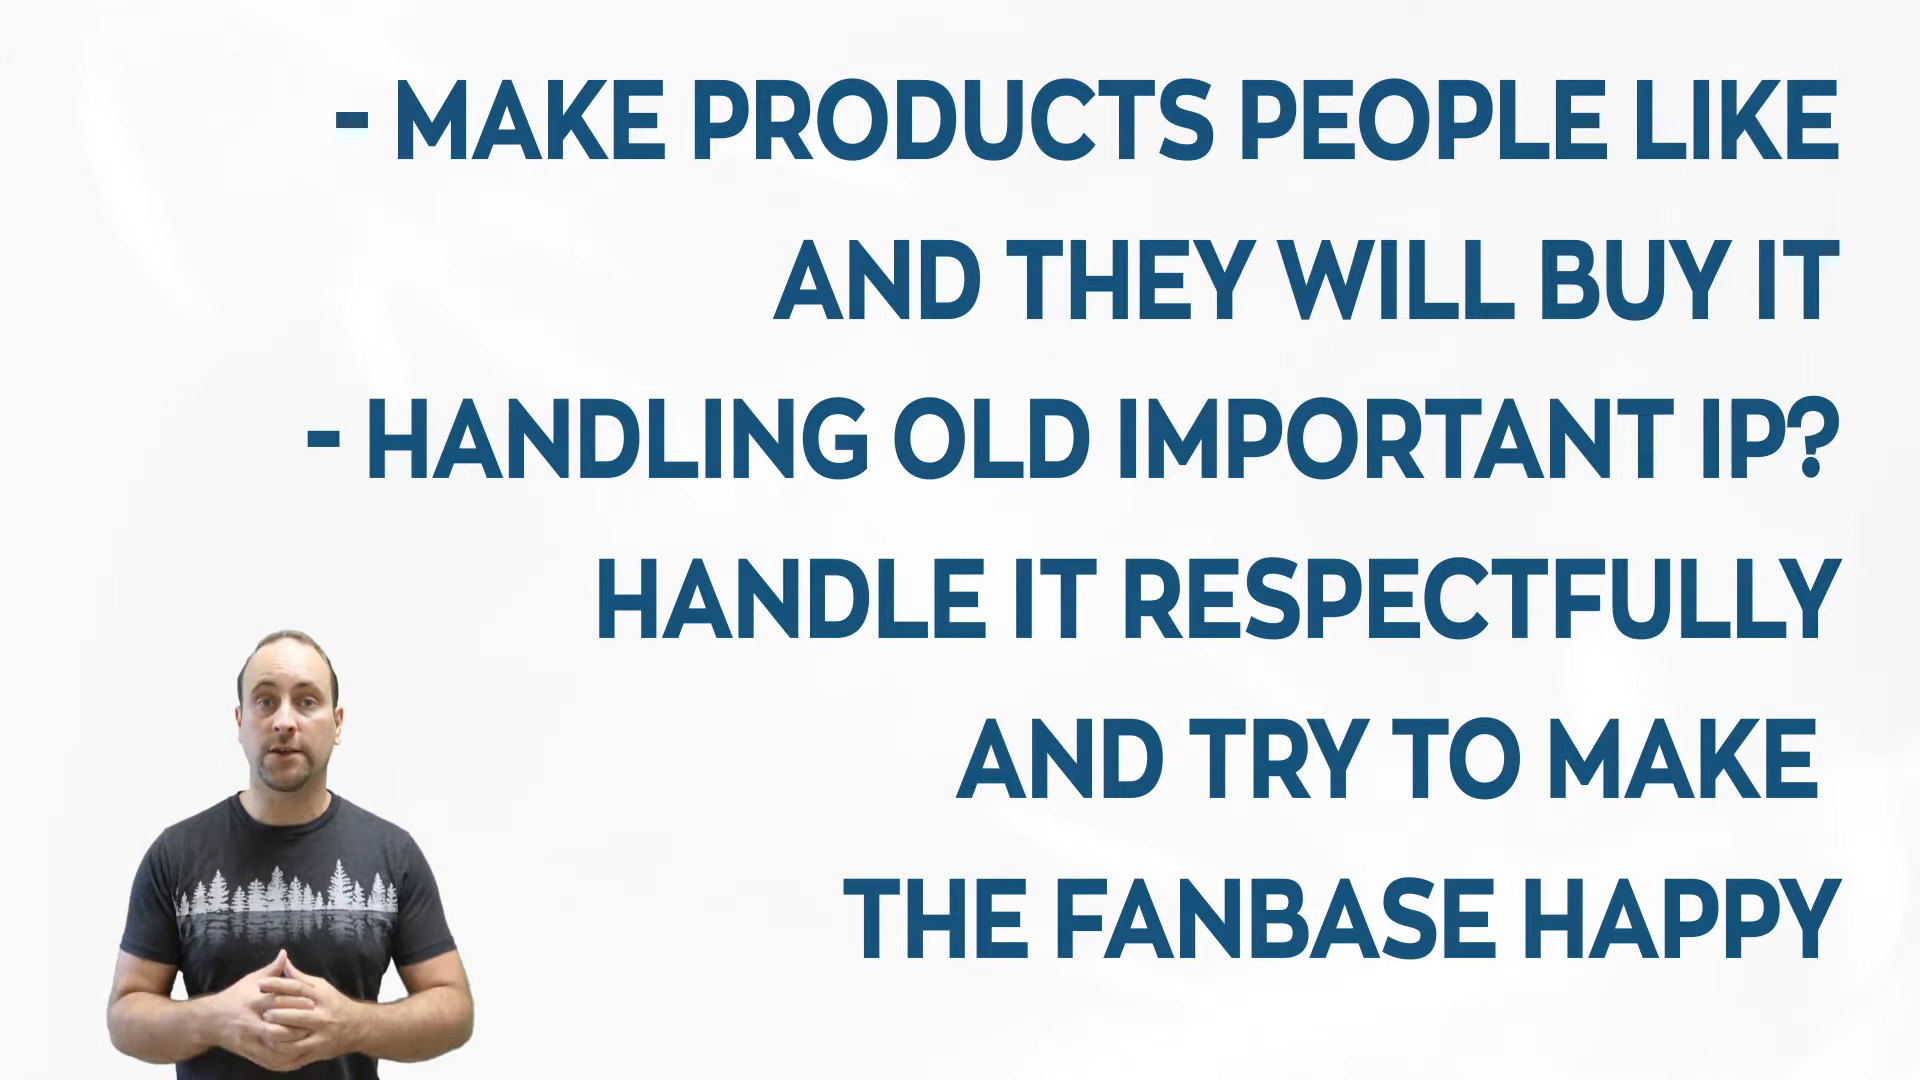 - MAKE PRODUCTS PEOPLE LIKE
AND THEY WILL BUY IT
- HANDLING OLD IMPORTANT IP?
HANDLE IT RESPECTFULLY
AND TRY TO MAKE
THE FANBASE HAPPY